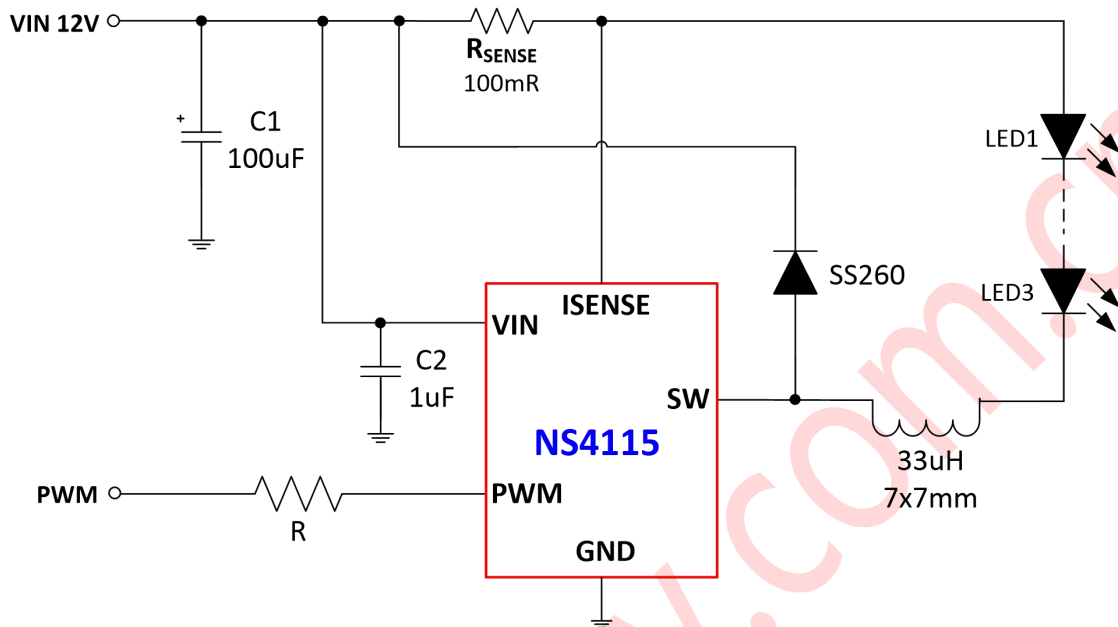 VIN 12V
RSENSE
100mR
C1
100uF
+
LED1
SS260
LED3
ISENSE
VIN
C2
1uF
SW
NS4115
33uH
7x7mm
PWM
PWM
R
GND